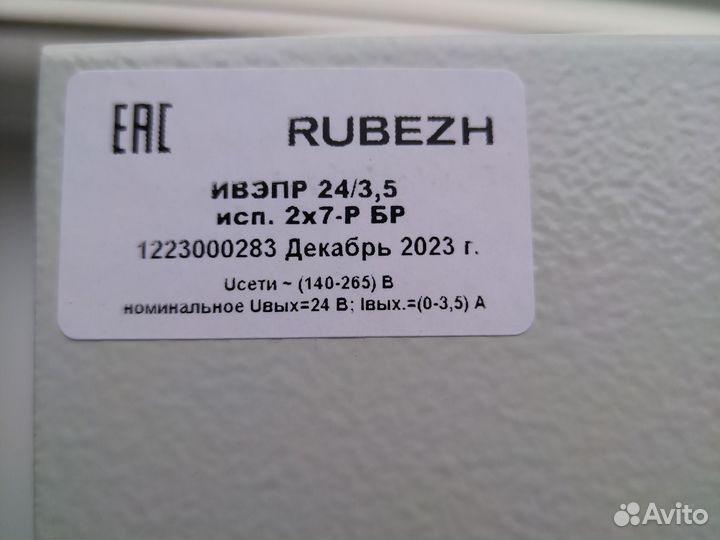 EAC RUBEZH
ИВЭПР 24/3,5
исп. 2х7-Р БР
1223000283 Декабрь 2023 г.
Uсети ~ (140-265) В
номинальное Uвых=24 В; Iвых.=(0-3,5) А
Avito